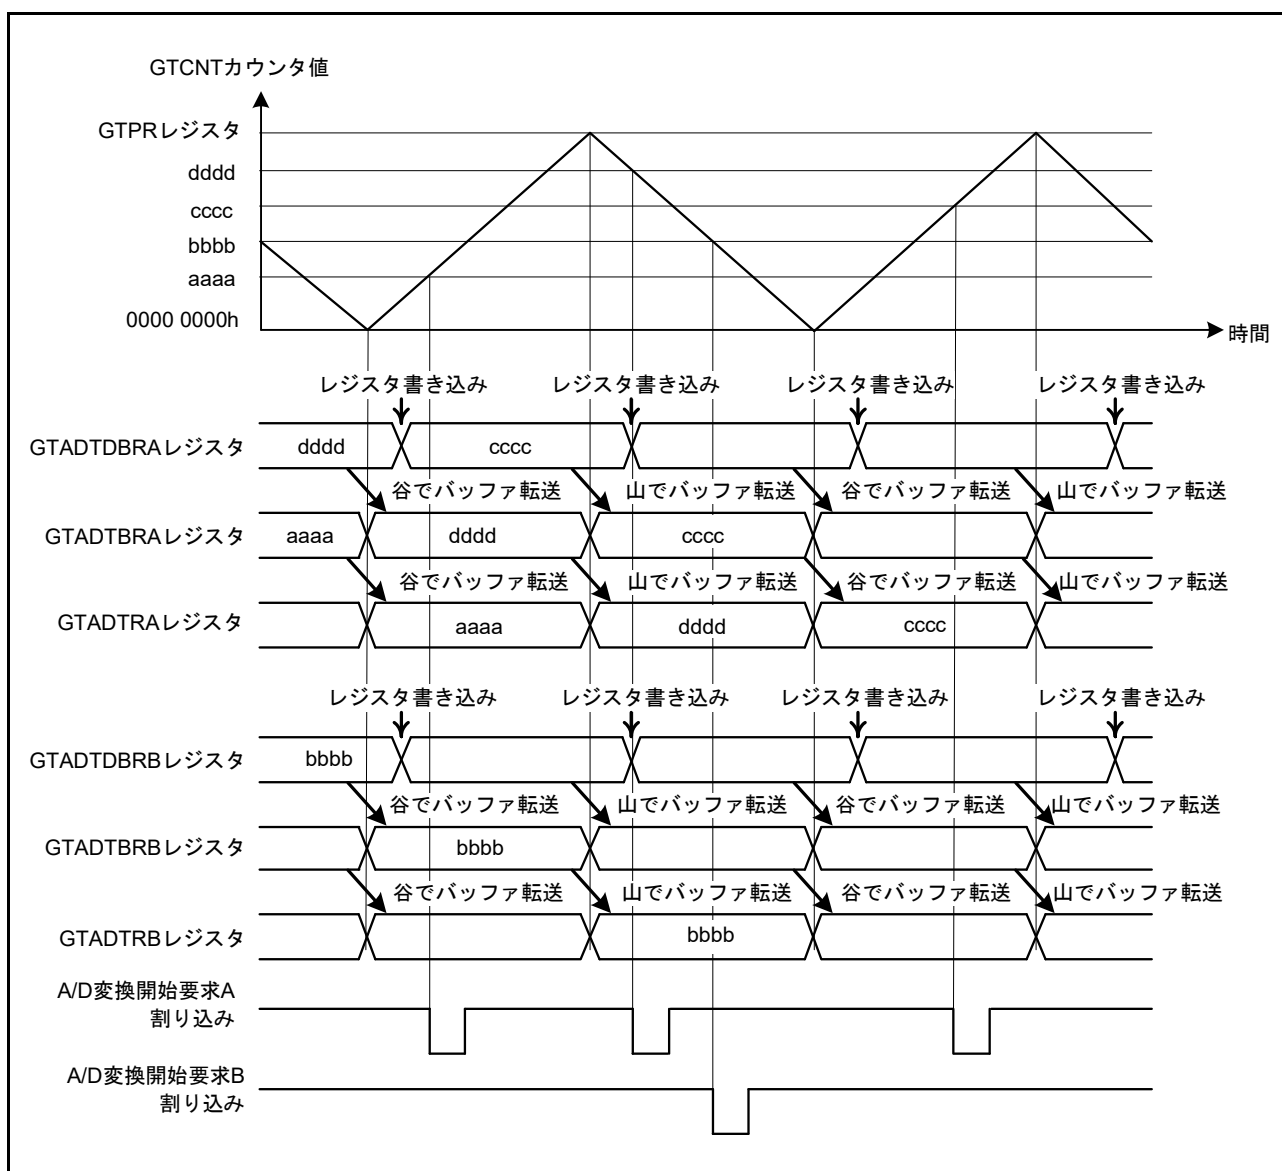 GTCNTカウンタ値
GTPRレジスタ
dddd
cccc
bbbb
aaaa
0000 0000h
時間
レジスタ書き込み レジスタ書き込み レジスタ書き込み レジスタ書き込み
GTADTDBRAレジスタ dddd cccc
谷でバッファ転送 山でバッファ転送 谷でバッファ転送 山でバッファ転送
GTADTBRAレジスタ aaaa dddd cccc
谷でバッファ転送 山でバッファ転送 谷でバッファ転送 山でバッファ転送
GTADTRAレジスタ aaaa dddd cccc
レジスタ書き込み レジスタ書き込み レジスタ書き込み レジスタ書き込み
GTADTDBRBレジスタ bbbb
谷でバッファ転送 山でバッファ転送 谷でバッファ転送 山でバッファ転送
GTADTBRBレジスタ bbbb
谷でバッファ転送 山でバッファ転送 谷でバッファ転送 山でバッファ転送
GTADTRBレジスタ bbbb
A/D変換開始要求A
割り込み
A/D変換開始要求B
割り込み